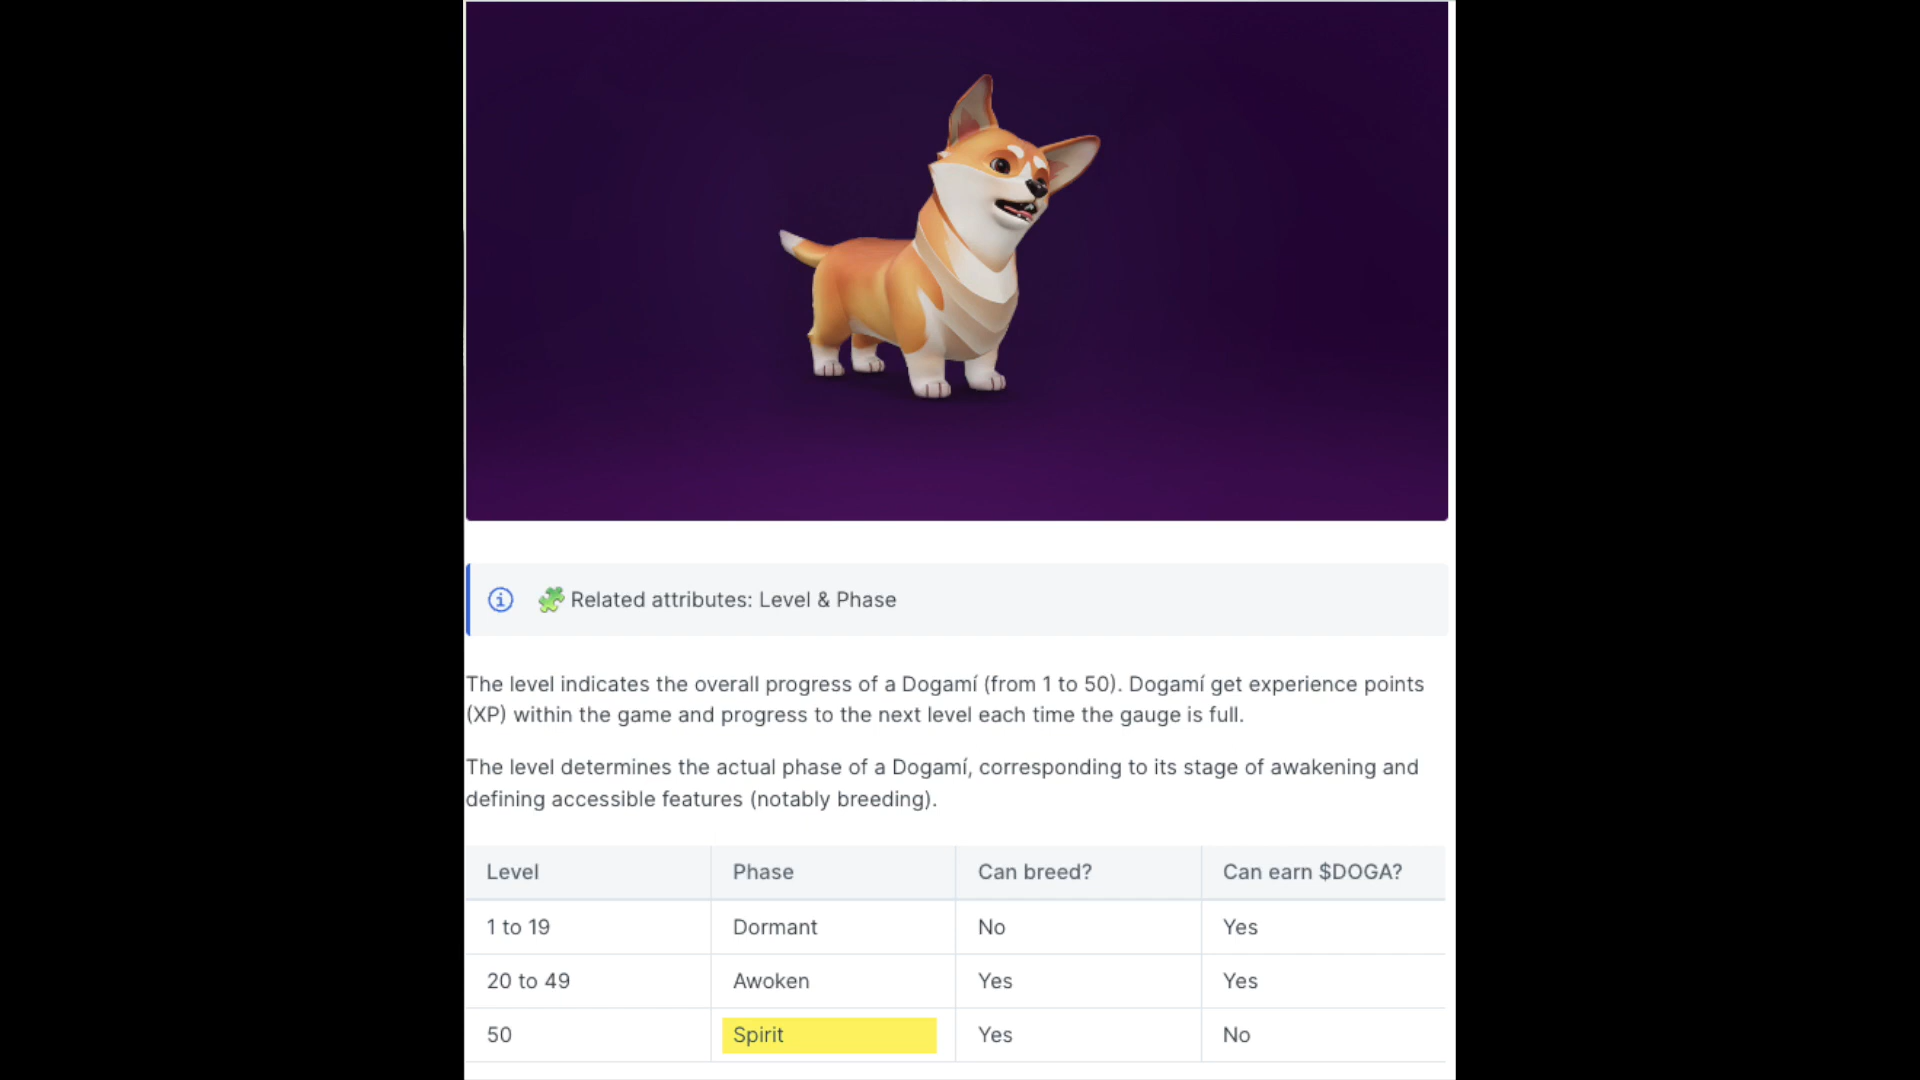 Related attributes: Level & Phase
The level indicates the overall progress of a Dogamí (from 1 to 50). Dogamí get experience points
(XP) within the game and progress to the next level each time the gauge is full.
The level determines the actual phase of a Dogamí, corresponding to its stage of awakening and
defining accessible features (notably breeding).
Level Phase Can breed? Can earn $DOGA?
1 to 19 Dormant No Yes
20 to 49 Awoken Yes Yes
50 Spirit Yes No